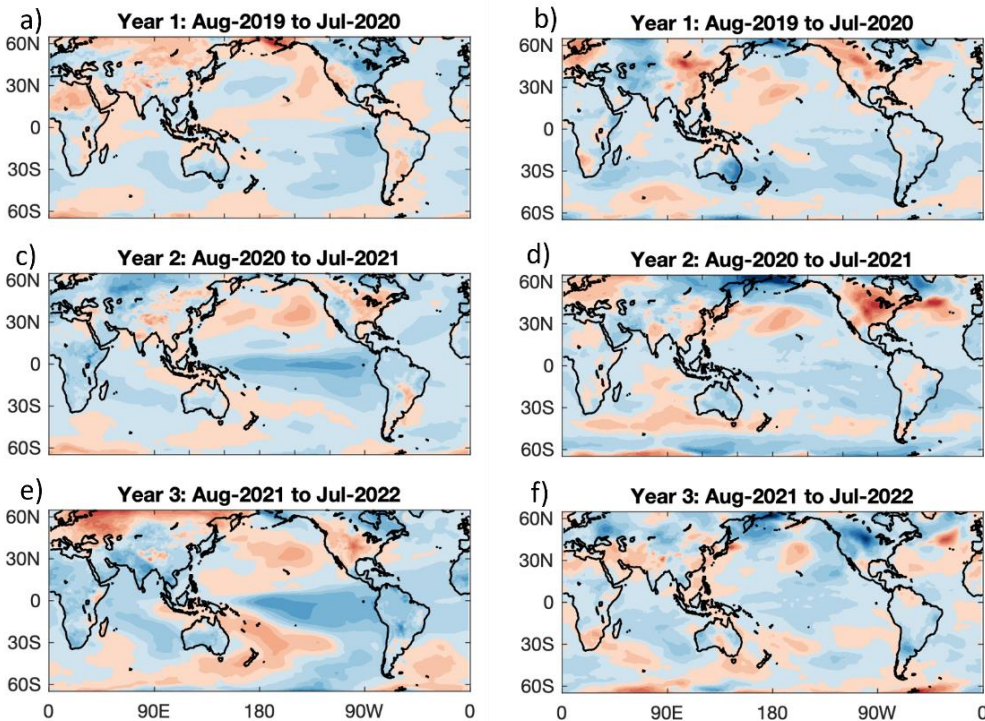 a)
Year 1: Aug-2019 to Jul-2020
60N
30N
0
30S
60S
b)
Year 1: Aug-2019 to Jul-2020
60N
30N
0
30S
60S
c)
Year 2: Aug-2020 to Jul-2021
60N
30N
0
30S
60S
d)
Year 2: Aug-2020 to Jul-2021
60N
30N
0
30S
60S
e)
Year 3: Aug-2021 to Jul-2022
60N
30N
0
30S
60S
0 90E 180 90W 0
f)
Year 3: Aug-2021 to Jul-2022
60N
30N
0
30S
60S
0 90E 180 90W 0